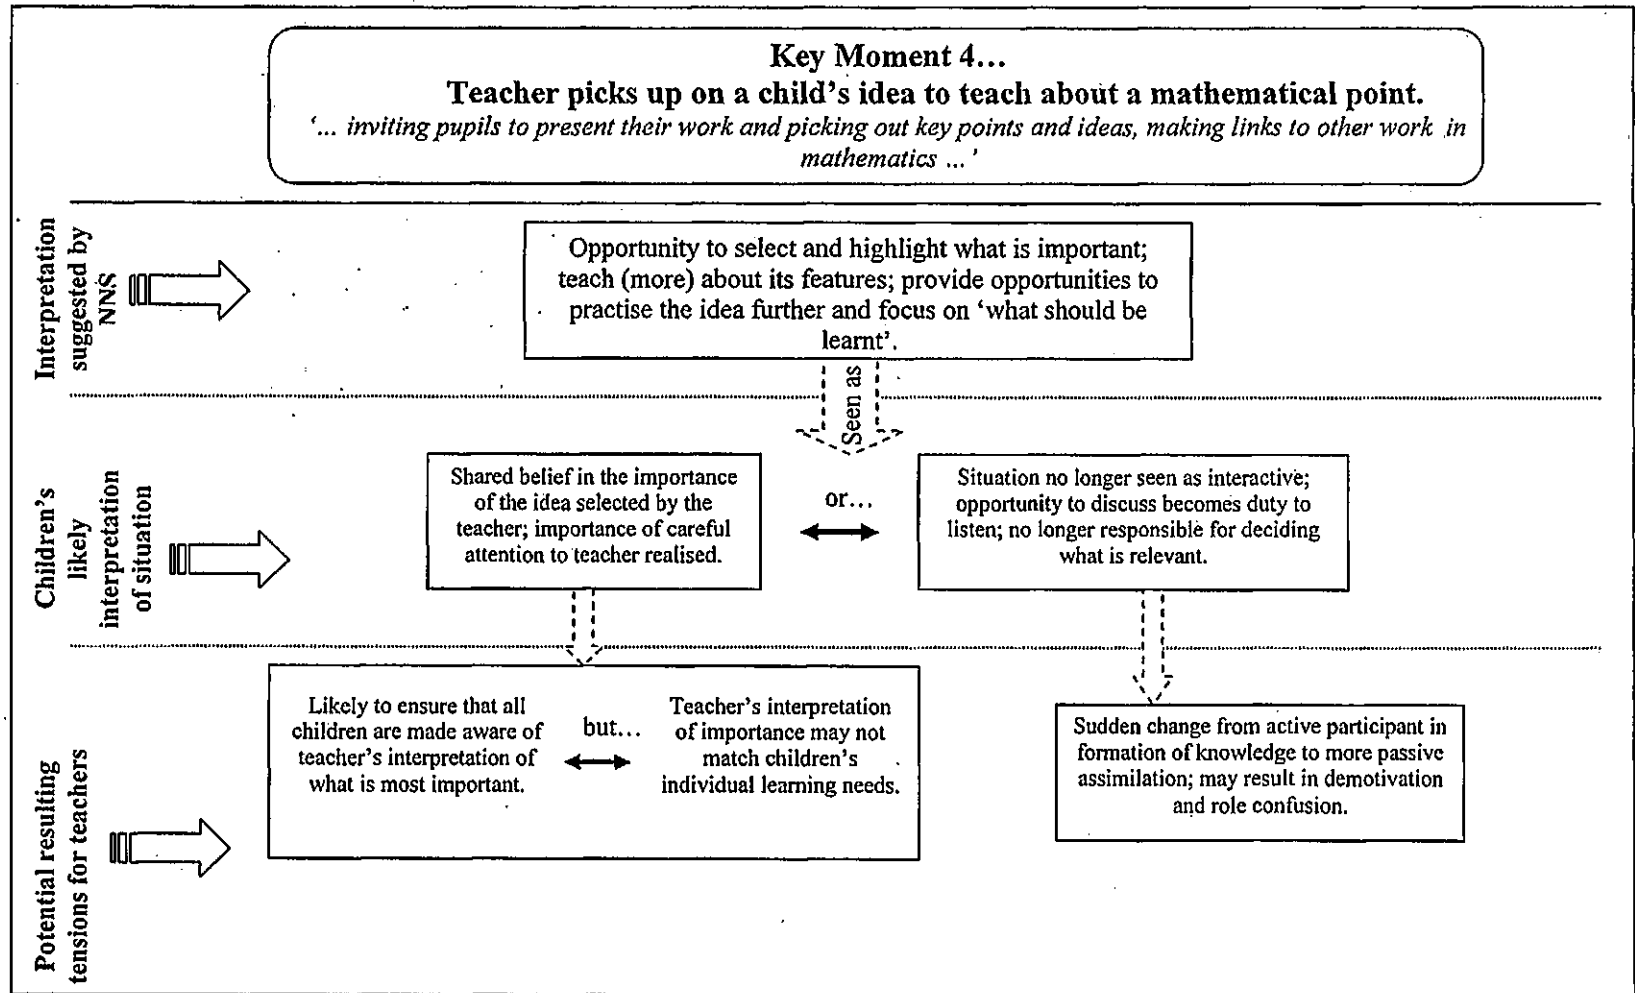 Key Moment 4...
Teacher picks up on a child's idea to teach about a mathematical point.
'... inviting pupils to present their work and picking out key points and ideas, making links to other work in
mathematics ...'
Interpretation
suggested by
NNS
Opportunity to select and highlight what is important;
teach (more) about its features; provide opportunities to
practise the idea further and focus on 'what should be
learnt'.
Seen as
Children's
likely
interpretation
of situation
Shared belief in the importance
of the idea selected by the
teacher; importance of careful
attention to teacher realised.
or...
Situation no longer seen as interactive;
opportunity to discuss becomes duty to
listen; no longer responsible for deciding
what is relevant.
Potential resulting
tensions for teachers
Likely to ensure that all
children are made aware of
teacher's interpretation of
what is most important.
but...
Teacher's interpretation
of importance may not
match children's
individual learning needs.
Sudden change from active participant in
formation of knowledge to more passive
assimilation; may result in demotivation
and role confusion.